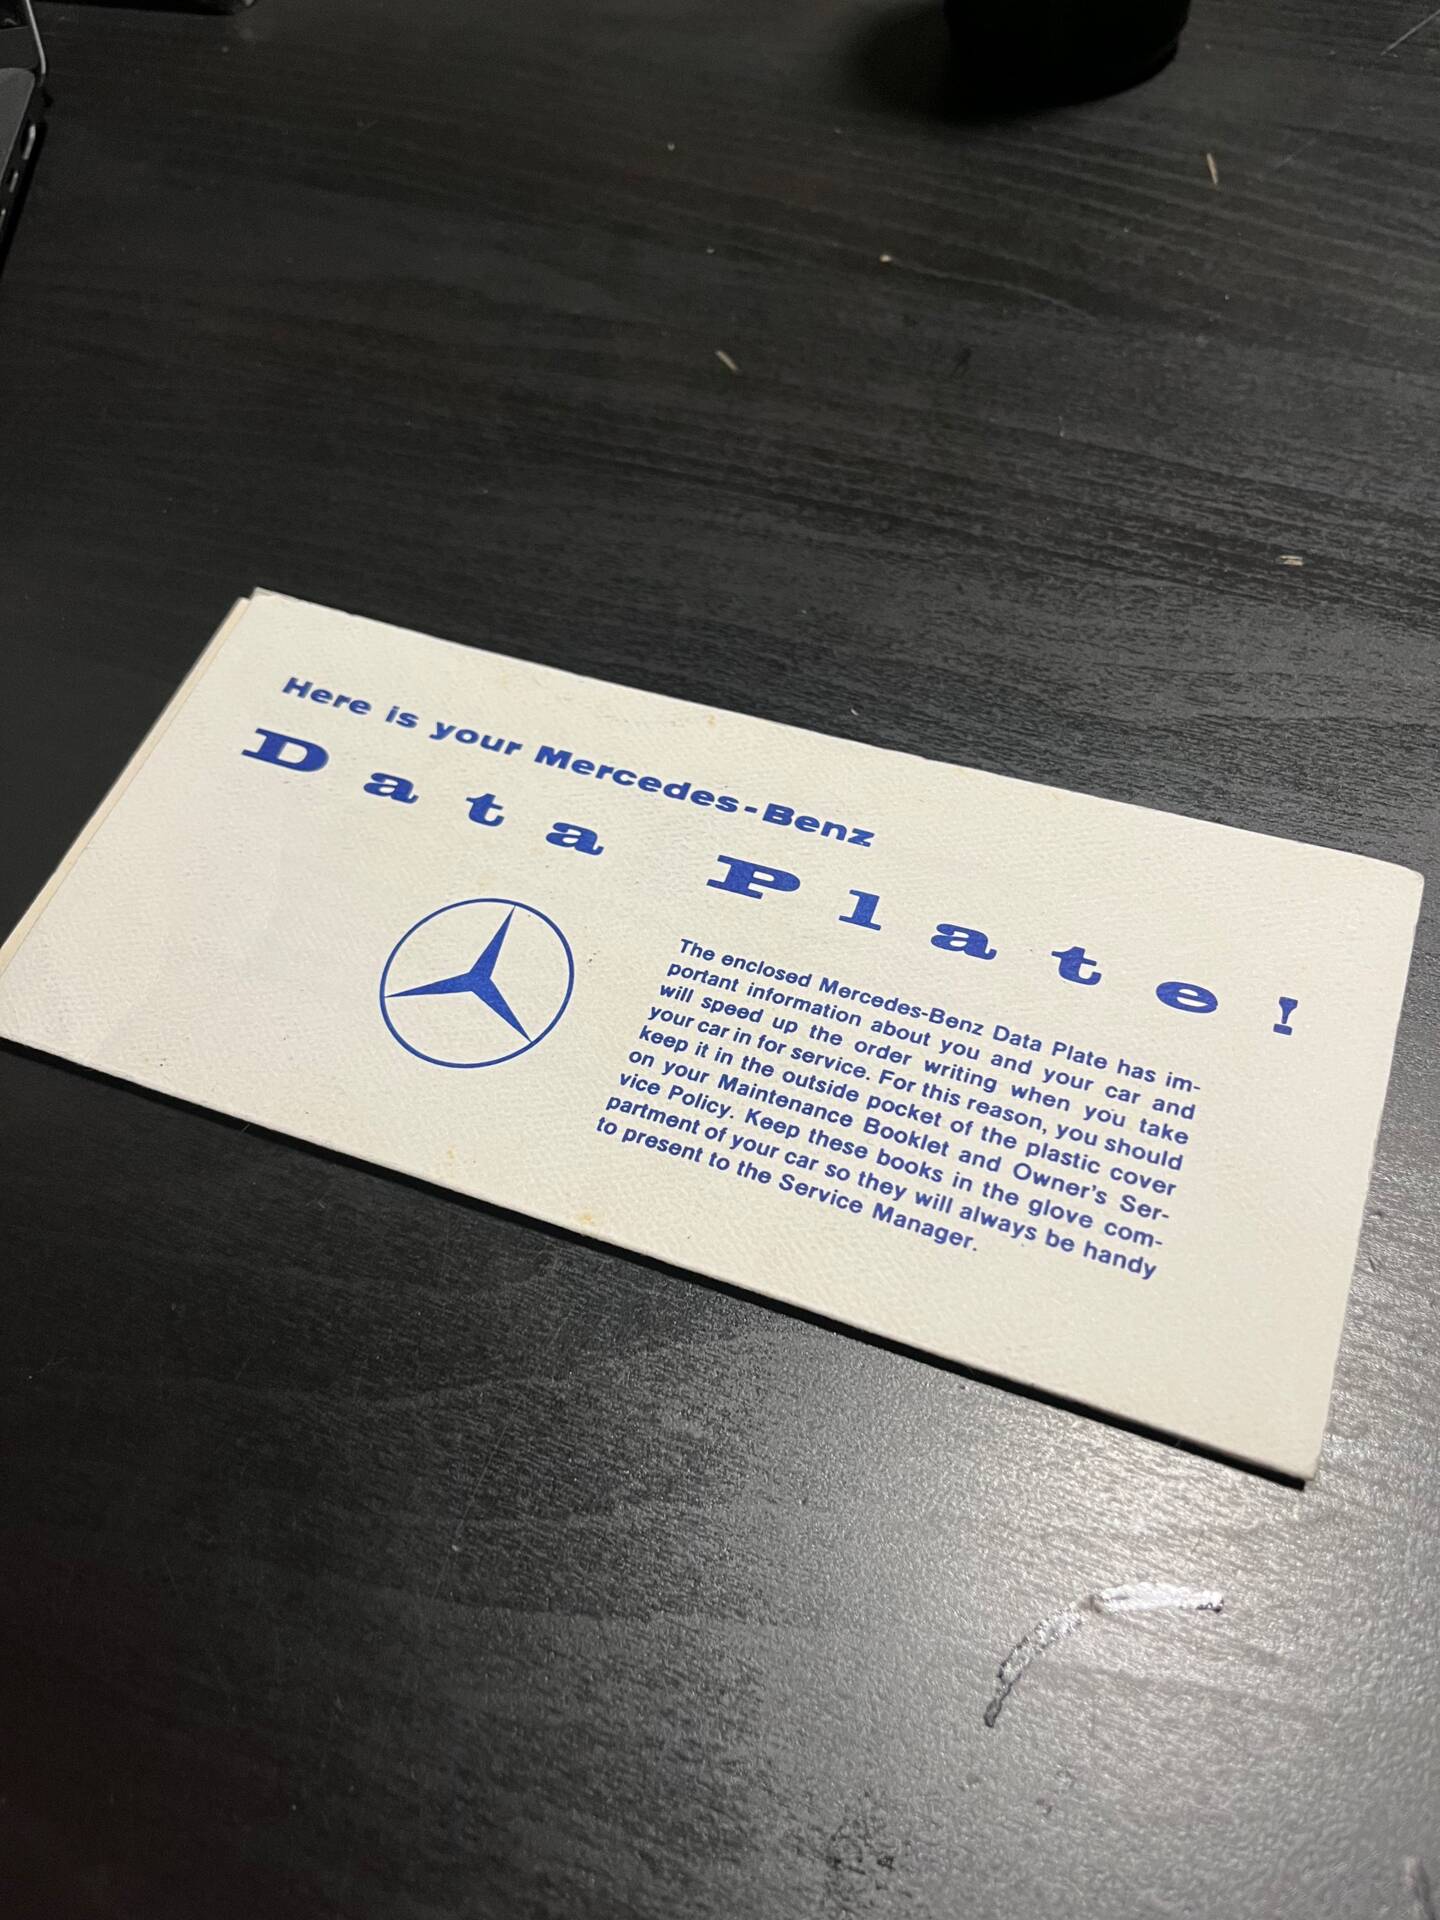 Here is your Mercedes-Benz
Data Plate!
The enclosed Mercedes-Benz Data Plate has im-
portant information about you and your car and
will speed up the order writing when you take
your car in for service. For this reason, you should
keep it in the outside pocket of the plastic cover
on your Maintenance Booklet and Owner's Ser-
vice Policy. Keep these books in the glove com-
partment of your car so they will always be handy
to present to the Service Manager.